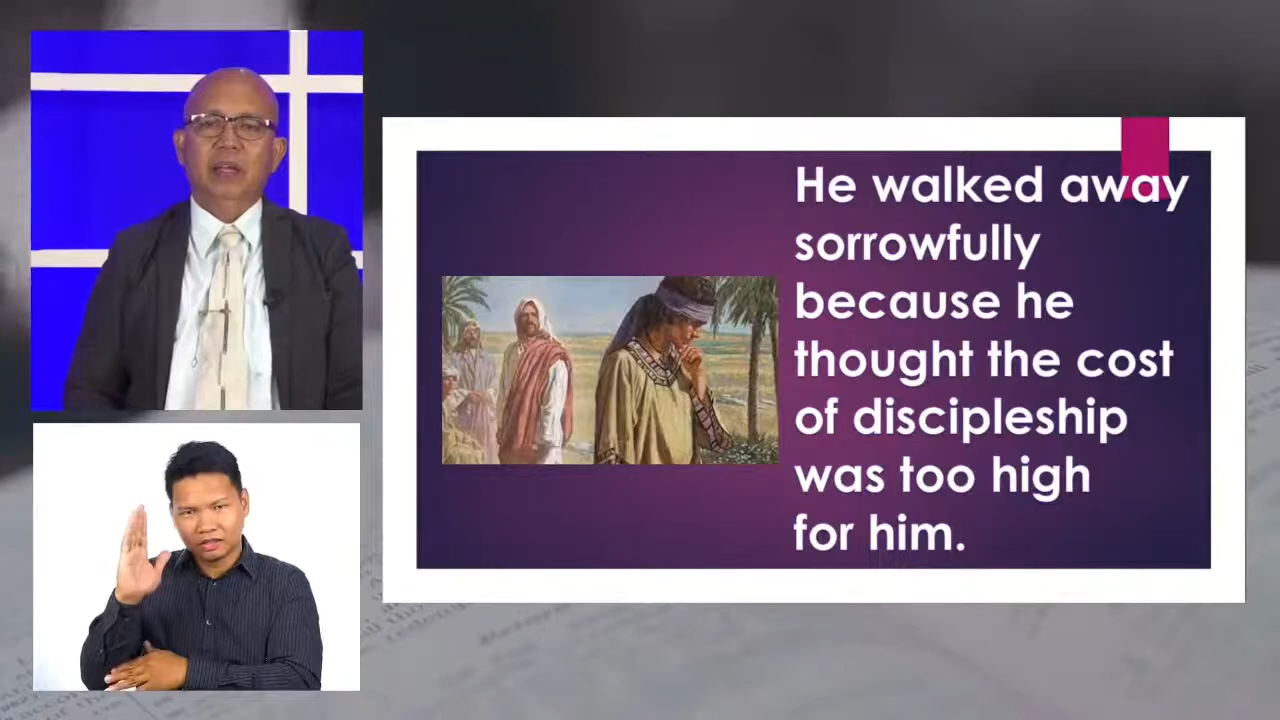 He walked away
sorrowfully
because he
thought the cost
of discipleship
was too high
for him.